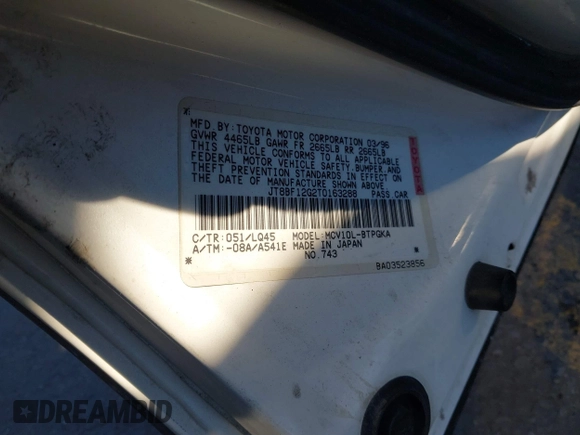 MFD.BY:TOYOTA MOTOR CORPORATION 03/96
GVWR 4465LB GAWR FR 2665LB RR 2665LB
THIS VEHICLE CONFORMS TO ALL APPLICABLE
FEDERAL MOTOR VEHICLE SAFETY,BUMPER,AND
THEFT PREVENTION STANDARDS IN EFFECT ON
THE DATE OF MANUFACTURE SHOWN ABOVE.
JT8BF12G2T0163288 PASS.CAR
C/TR:051/LQ45 MODEL:MCV10L-BTPGKA
A/TM:-08A/A541E MADE IN JAPAN
NO.743
BA03523856
TOYOTA
DREAMBID